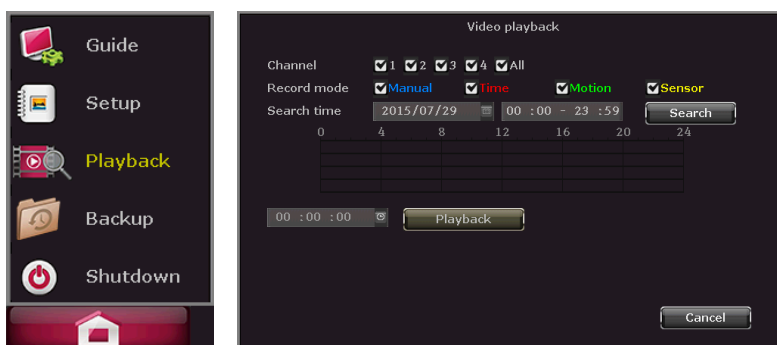 Guide
Setup
Playback
Backup
Shutdown
Video playback
Channel 1 2 3 4 All
Record mode Manual Time Motion Sensor
Search time 2015/07/29 00 :00 - 23 :59 Search
0 4 8 12 16 20 24
00 :00 :00 Playback
Cancel